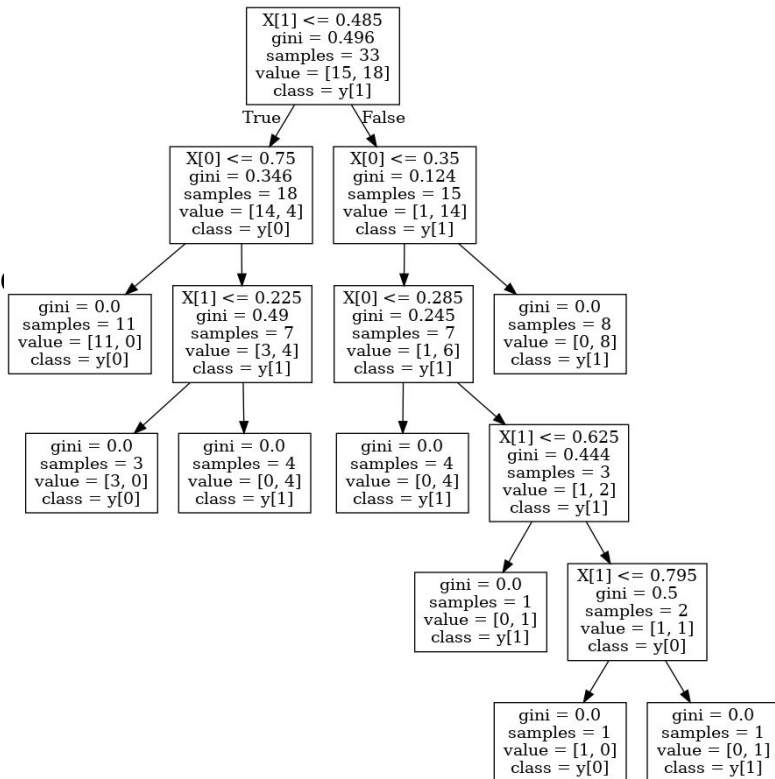 X[1] <= 0.485
gini = 0.496
samples = 33
value = [15, 18]
class = y[1]
True
False
X[0] <= 0.75
gini = 0.346
samples = 18
value = [14, 4]
class = y[0]
X[0] <= 0.35
gini = 0.124
samples = 15
value = [1, 14]
class = y[1]
gini = 0.0
samples = 11
value = [11, 0]
class = y[0]
X[1] <= 0.225
gini = 0.49
samples = 7
value = [3, 4]
class = y[1]
X[0] <= 0.285
gini = 0.245
samples = 7
value = [1, 6]
class = y[1]
gini = 0.0
samples = 8
value = [0, 8]
class = y[1]
gini = 0.0
samples = 3
value = [3, 0]
class = y[0]
gini = 0.0
samples = 4
value = [0, 4]
class = y[1]
gini = 0.0
samples = 4
value = [0, 4]
class = y[1]
X[1] <= 0.625
gini = 0.444
samples = 3
value = [1, 2]
class = y[1]
gini = 0.0
samples = 1
value = [0, 1]
class = y[1]
X[1] <= 0.795
gini = 0.5
samples = 2
value = [1, 1]
class = y[0]
gini = 0.0
samples = 1
value = [1, 0]
class = y[0]
gini = 0.0
samples = 1
value = [0, 1]
class = y[1]